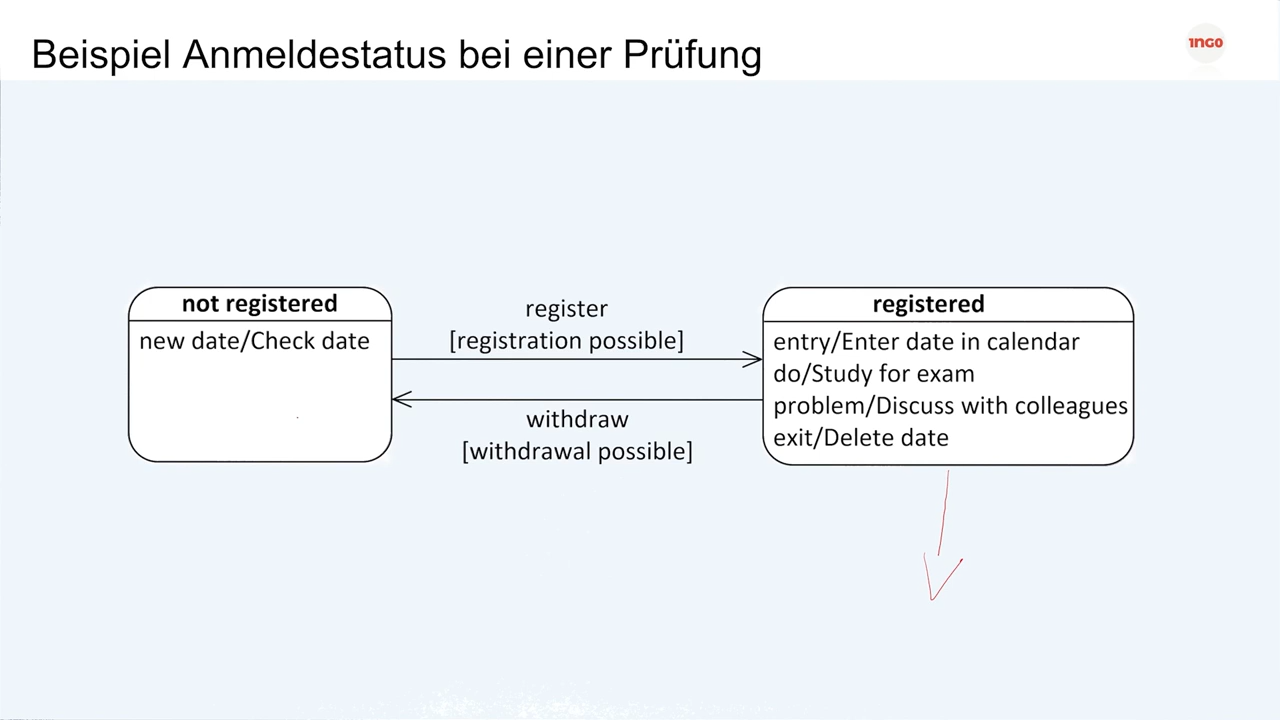 Beispiel Anmeldestatus bei einer Prüfung
1NGO
not registered
new date/Check date
register
[registration possible]
withdraw
[withdrawal possible]
registered
entry/Enter date in calendar
do/Study for exam
problem/Discuss with colleagues
exit/Delete date